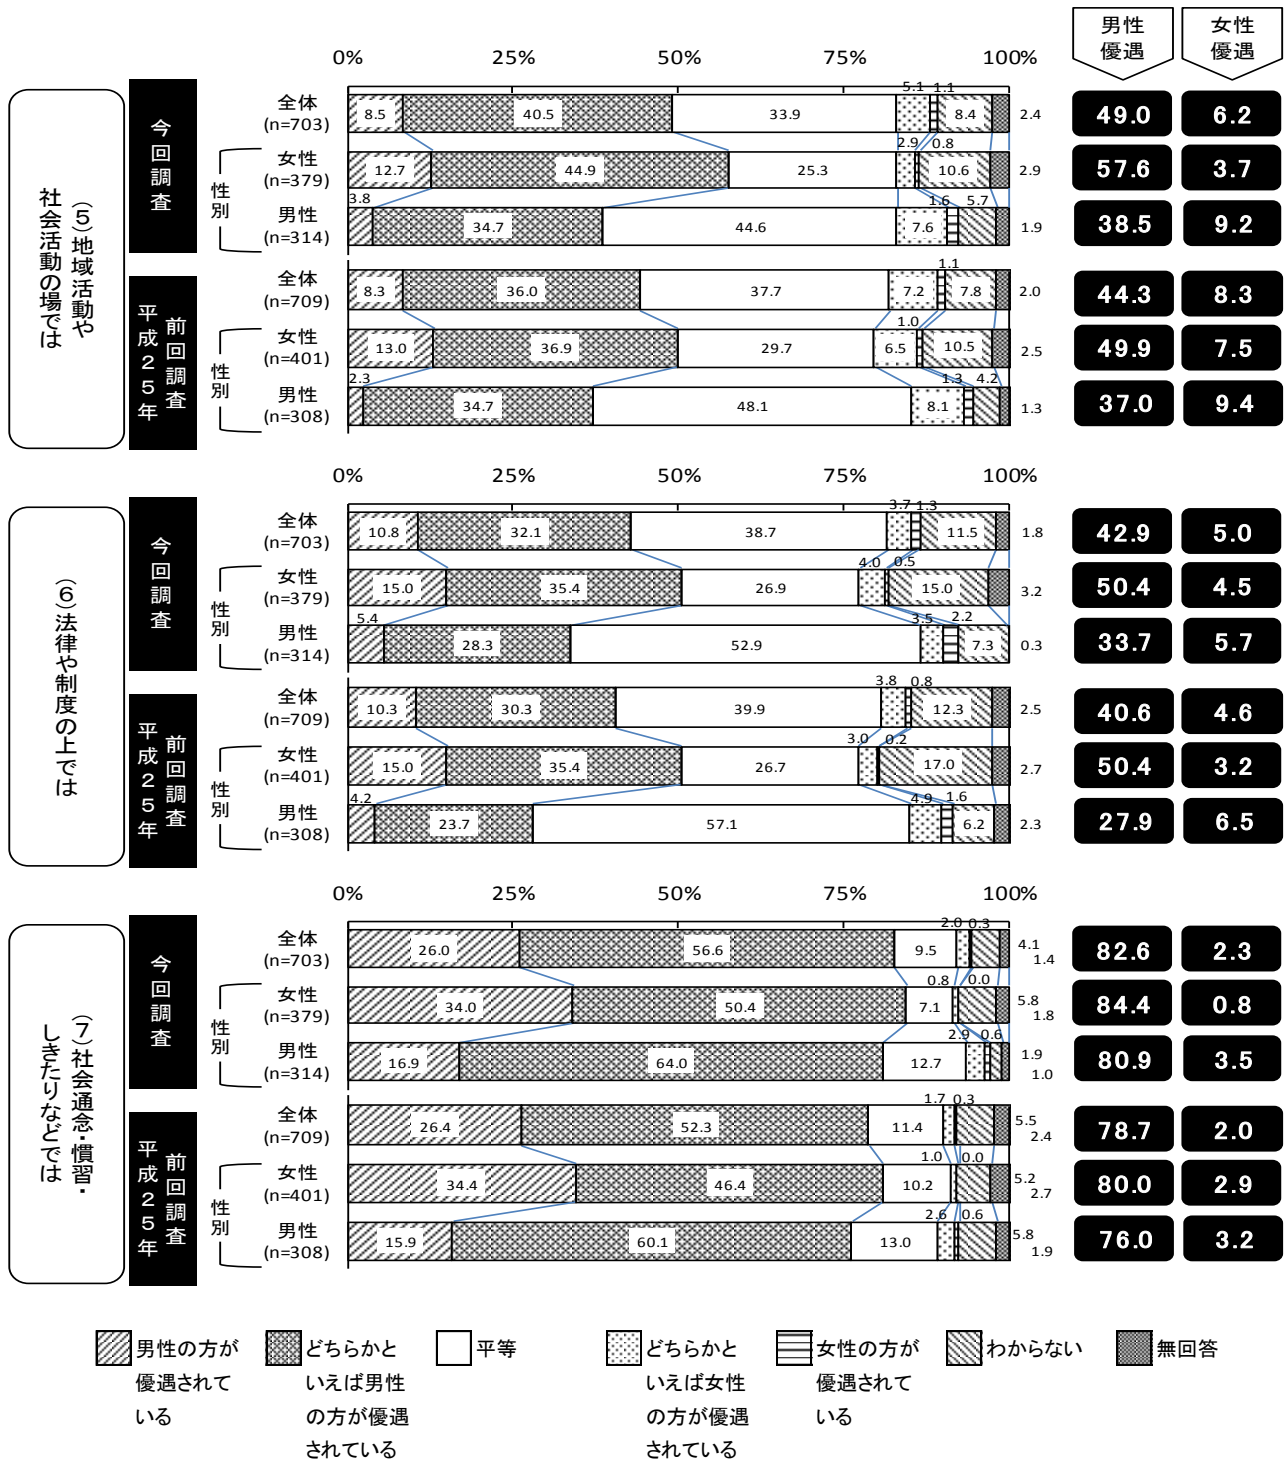 男性
優遇
女性
優遇
0% 25% 50% 75% 100%
(5)地域活動や
社会活動の場では
今回調査
全体
(n=703)
8.5 40.5 33.9 5.1 1.1 8.4 2.4 49.0 6.2
性別
女性
(n=379)
12.7 44.9 25.3 2.9 0.8 10.6 2.9 57.6 3.7
男性
(n=314)
3.8 34.7 44.6 7.6 1.6 5.7 1.9 38.5 9.2
前回調査
平成25年
全体
(n=709)
8.3 36.0 37.7 7.2 1.1 7.8 2.0 44.3 8.3
性別
女性
(n=401)
13.0 36.9 29.7 6.5 1.0 10.5 2.5 49.9 7.5
男性
(n=308)
2.3 34.7 48.1 8.1 1.3 4.2 1.3 37.0 9.4
0% 25% 50% 75% 100%
(6)法律や制度の上では
今回調査
全体
(n=703)
10.8 32.1 38.7 3.7 1.3 11.5 1.8 42.9 5.0
性別
女性
(n=379)
15.0 35.4 26.9 4.0 0.5 15.0 3.2 50.4 4.5
男性
(n=314)
5.4 28.3 52.9 3.5 2.2 7.3 0.3 33.7 5.7
前回調査
平成25年
全体
(n=709)
10.3 30.3 39.9 3.8 0.8 12.3 2.5 40.6 4.6
性別
女性
(n=401)
15.0 35.4 26.7 3.0 0.2 17.0 2.7 50.4 3.2
男性
(n=308)
4.2 23.7 57.1 4.9 1.6 6.2 2.3 27.9 6.5
0% 25% 50% 75% 100%
(7)社会通念・慣習・
しきたりなどでは
今回調査
全体
(n=703)
26.0 56.6 9.5 2.0 0.3 4.1 1.4 82.6 2.3
性別
女性
(n=379)
34.0 50.4 7.1 0.8 0.0 5.8 1.8 84.4 0.8
男性
(n=314)
16.9 64.0 12.7 2.9 0.6 1.9 1.0 80.9 3.5
前回調査
平成25年
全体
(n=709)
26.4 52.3 11.4 1.7 0.3 5.5 2.4 78.7 2.0
性別
女性
(n=401)
34.4 46.4 10.2 1.0 0.0 5.2 2.7 80.0 2.9
男性
(n=308)
15.9 60.1 13.0 2.6 0.6 5.8 1.9 76.0 3.2
男性の方が
優遇されて
いる
どちらかと
いえば男性
の方が優遇
されている
平等
どちらかと
いえば女性
の方が優遇
されている
女性の方が
優遇されて
いる
わからない
無回答